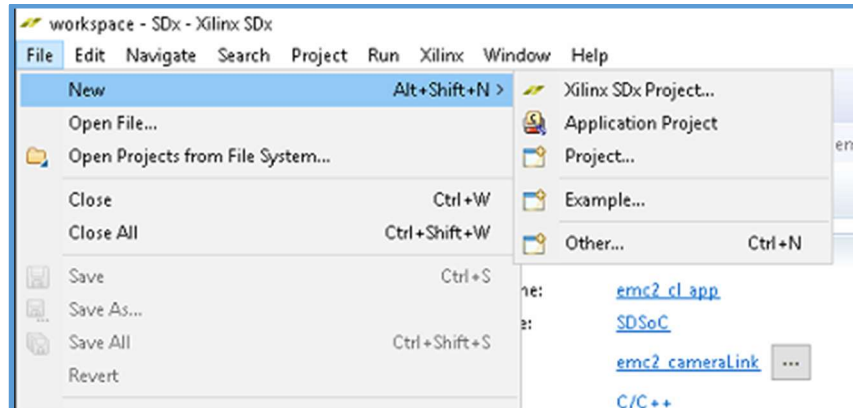 workspace - SDx - Xilinx SDx
File Edit Navigate Search Project Run Xilinx Window Help
New Alt+Shift+N >
Open File...
Open Projects from File System...
Close Ctrl+W
Close All Ctrl+Shift+W
Save Ctrl+S
Save As...
Save All Ctrl+Shift+S
Revert
Xilinx SDx Project...
Application Project
Project...
Example...
Other... Ctrl+N
emc2_cl_app
SDSoC
emc2_cameraLink ...
C/C++